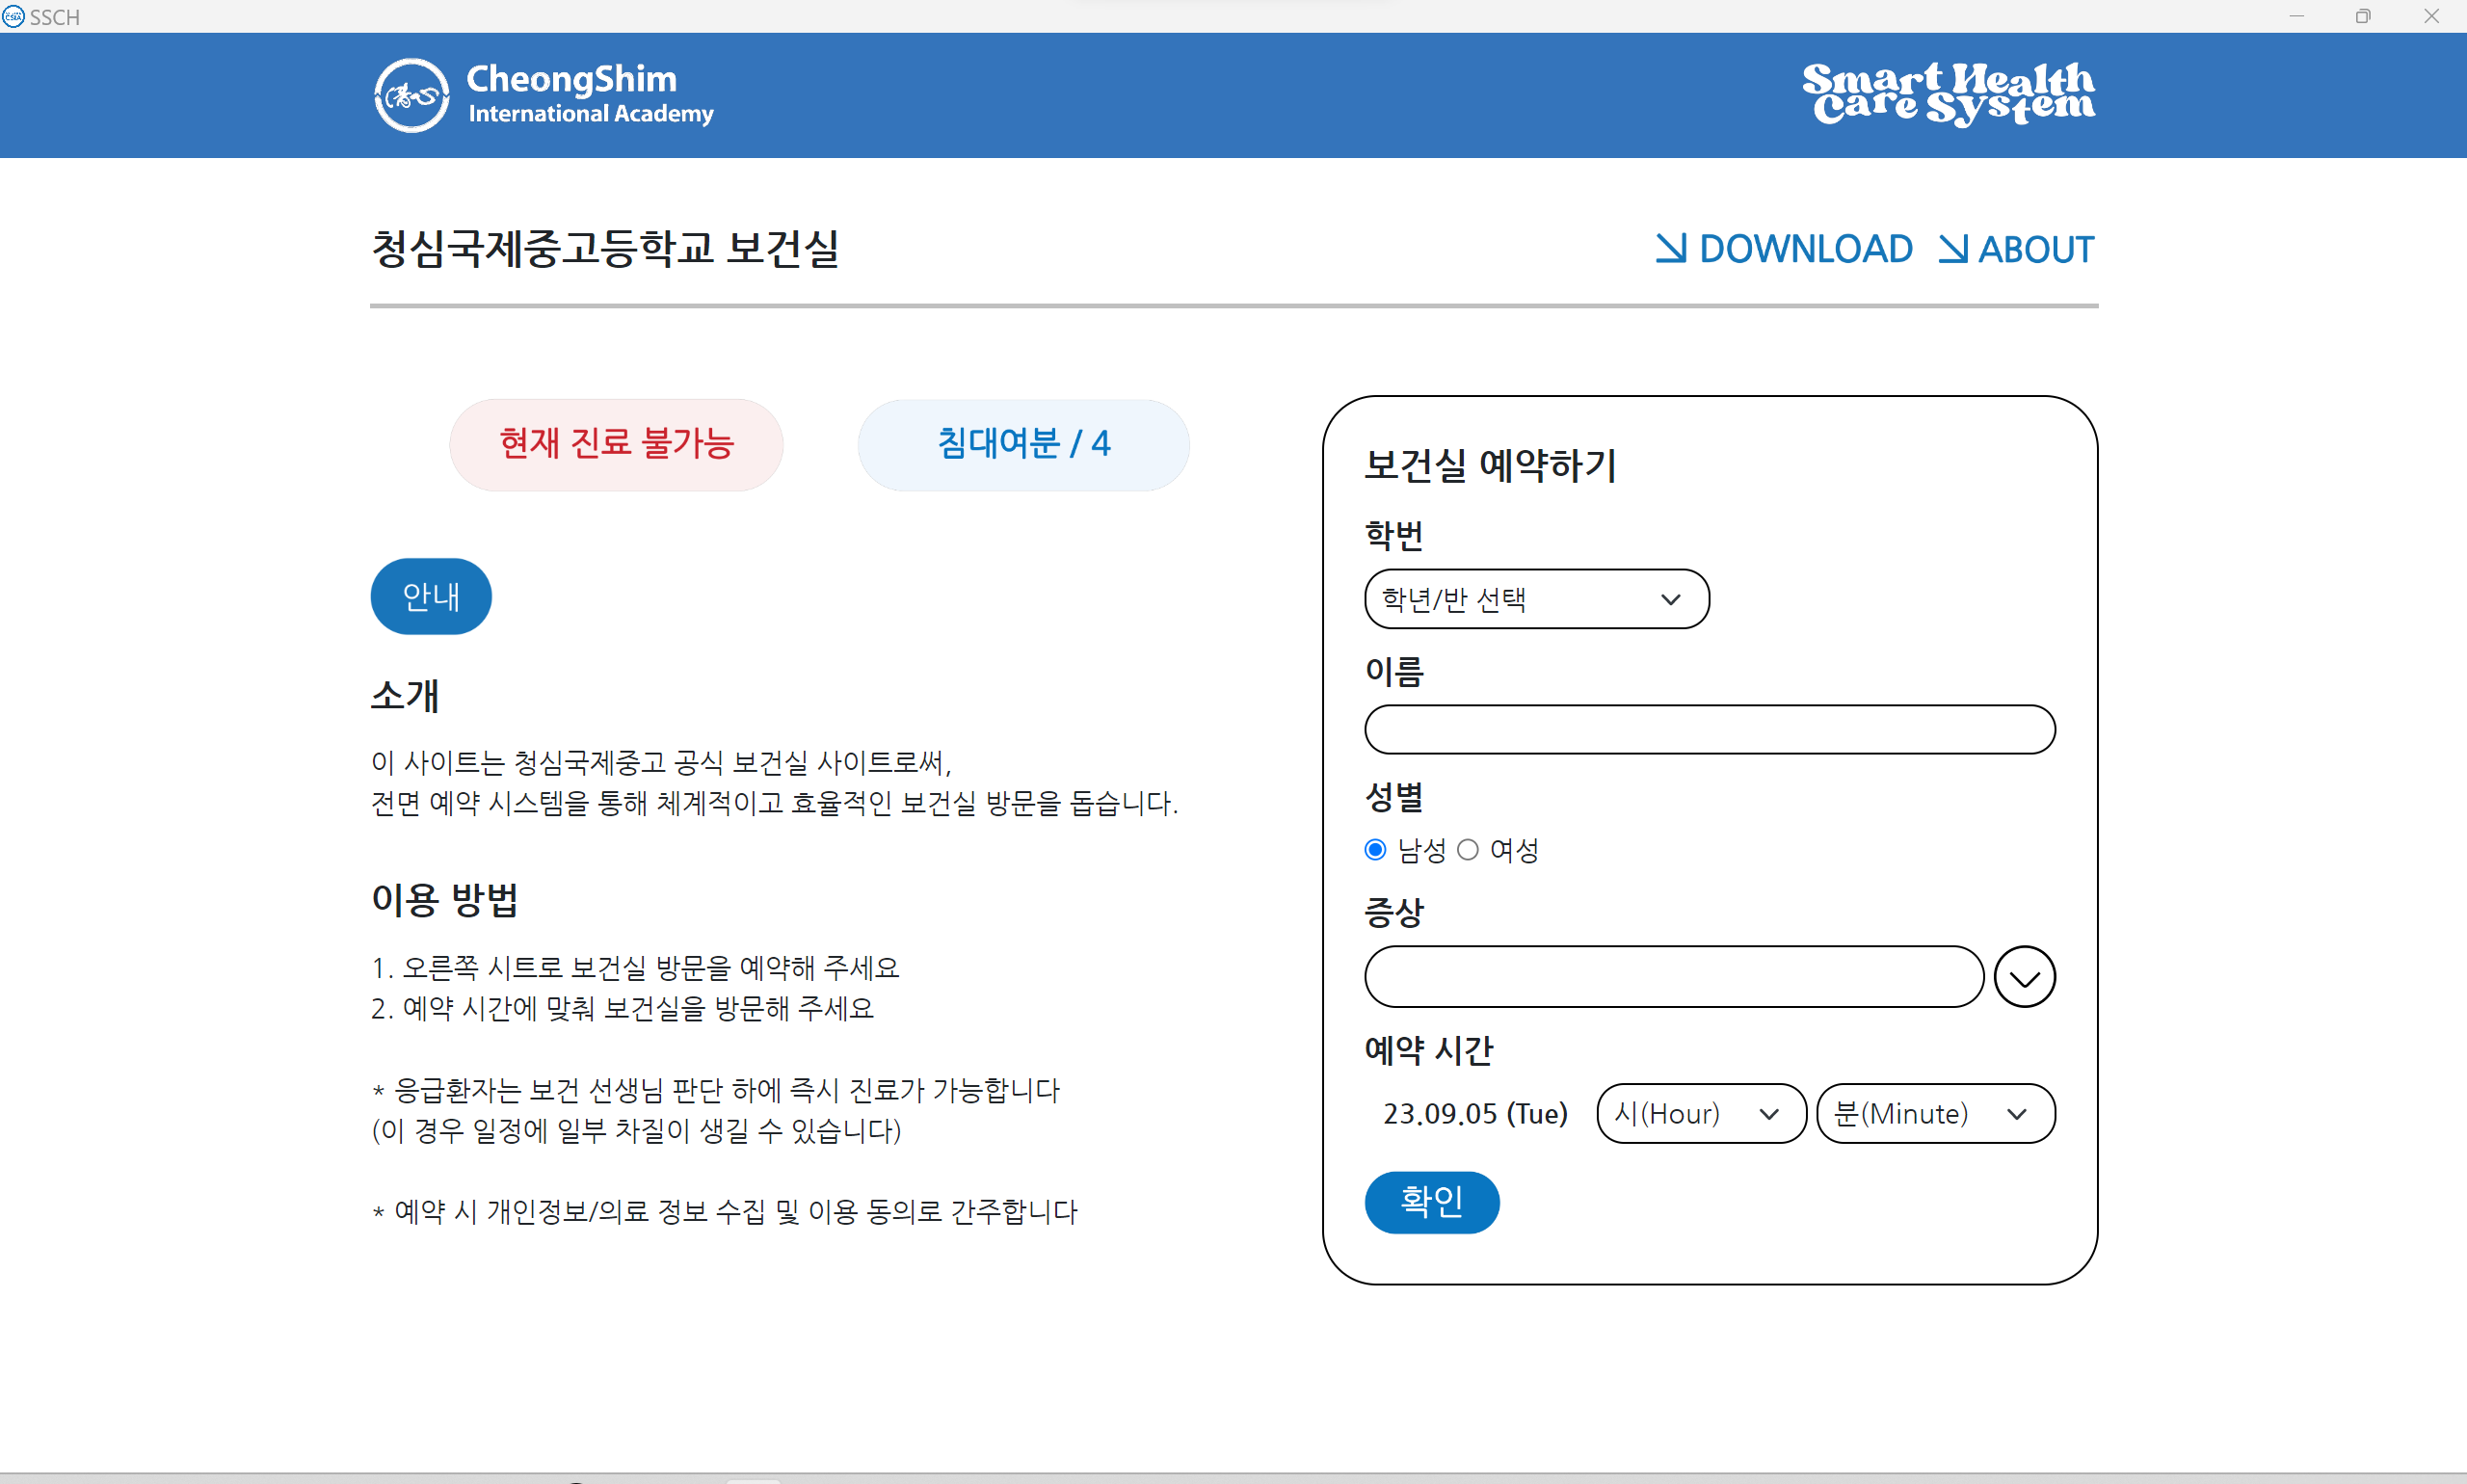 SSCH
CheongShim
International Academy
Smart Health
Care System
청심국제중고등학교 보건실
DOWNLOAD
ABOUT
현재 진료 불가능
침대여분 / 4
안내
소개
이 사이트는 청심국제중고 공식 보건실 사이트로써,
전면 예약 시스템을 통해 체계적이고 효율적인 보건실 방문을 돕습니다.
이용 방법
1. 오른쪽 시트로 보건실 방문을 예약해 주세요
2. 예약 시간에 맞춰 보건실을 방문해 주세요
* 응급환자는 보건 선생님 판단 하에 즉시 진료가 가능합니다
(이 경우 일정에 일부 차질이 생길 수 있습니다)
* 예약 시 개인정보/의료 정보 수집 및 이용 동의로 간주합니다
보건실 예약하기
학번
학년/반 선택
이름
성별
남성 여성
증상
예약 시간
23.09.05 (Tue) 시(Hour) 분(Minute)
확인